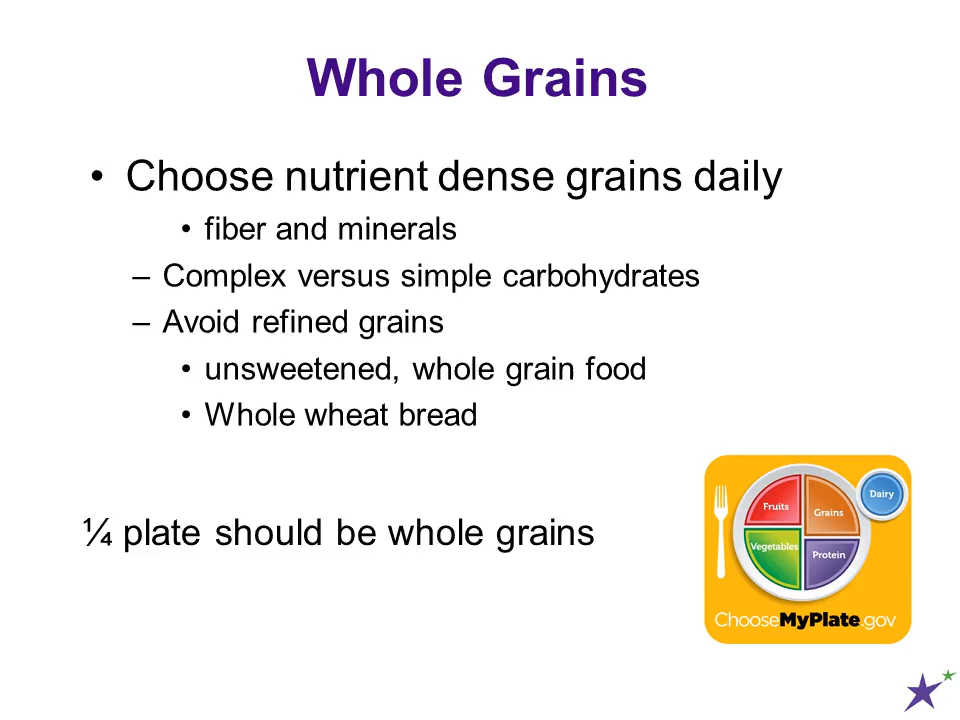 Whole Grains
• Choose nutrient dense grains daily
• fiber and minerals
– Complex versus simple carbohydrates
– Avoid refined grains
• unsweetened, whole grain food
• Whole wheat bread
¼ plate should be whole grains
Dairy
Fruits
Grains
Vegetables
Protein
ChooseMyPlate.gov